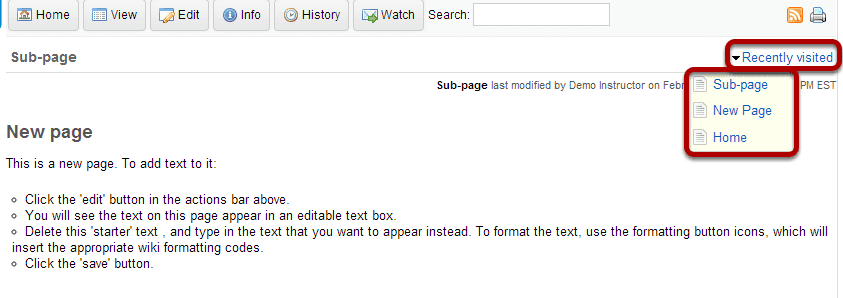 Home View Edit Info History Watch Search:
Sub-page Recently visited
Sub-page last modified by Demo Instructor on Febr PM EST
Sub-page
New Page
Home
New page
This is a new page. To add text to it:
Click the 'edit' button in the actions bar above.
You will see the text on this page appear in an editable text box.
Delete this 'starter' text , and type in the text that you want to appear instead. To format the text, use the formatting button icons, which will
insert the appropriate wiki formatting codes.
Click the 'save' button.